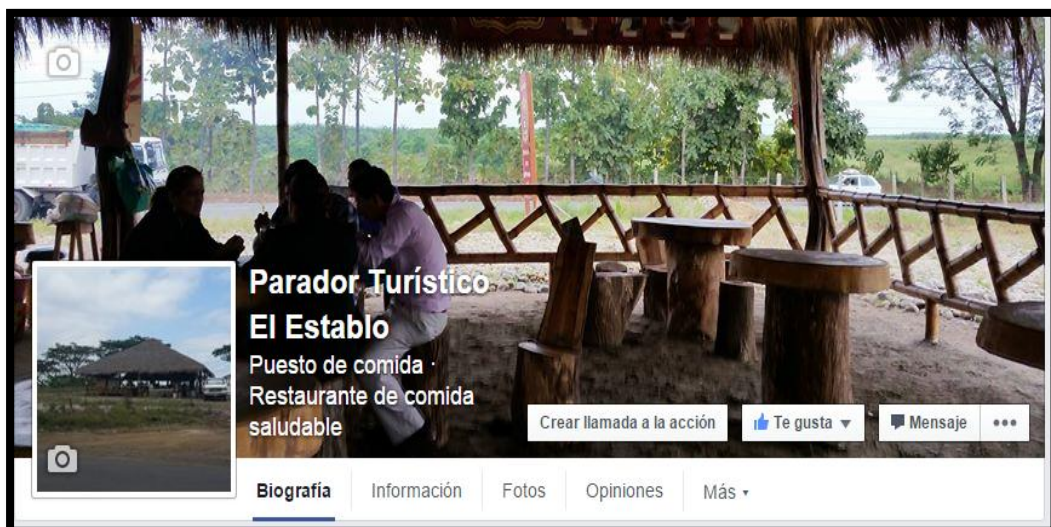 Parador Turístico
El Establo
Puesto de comida ·
Restaurante de comida
saludable
Crear llamada a la acción
Te gusta
Mensaje
Biografía
Información
Fotos
Opiniones
Más